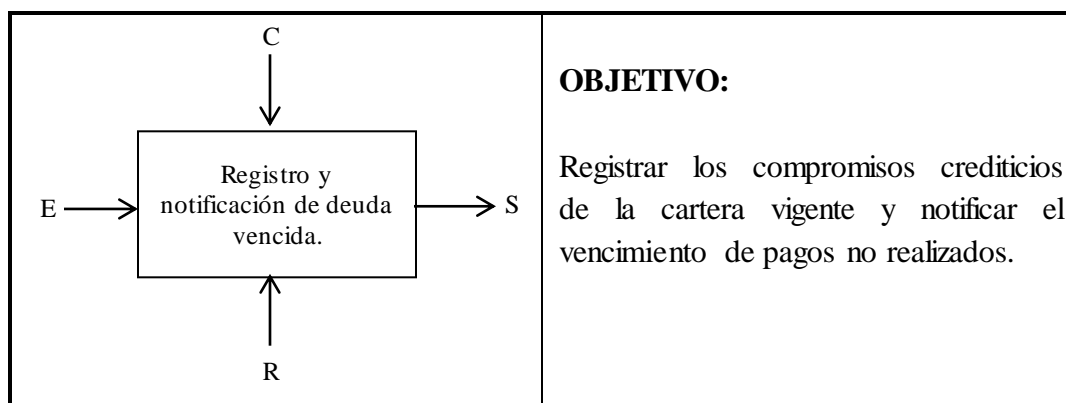 C
E
Registro y
notificación de deuda
vencida.
S
R
OBJETIVO:
Registrar los compromisos crediticios
de la cartera vigente y notificar el
vencimiento de pagos no realizados.